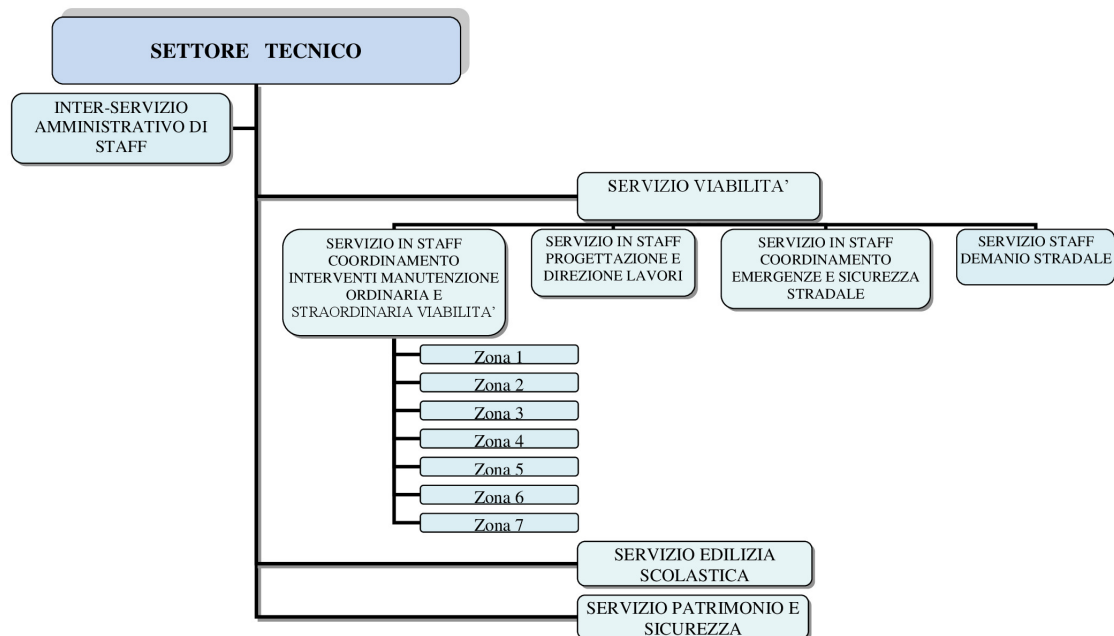 SETTORE TECNICO
INTER-SERVIZIO
AMMINISTRATIVO DI
STAFF
SERVIZIO VIABILITA’
SERVIZIO IN STAFF
COORDINAMENTO
INTERVENTI MANUTENZIONE
ORDINARIA E
STRAORDINARIA VIABILITA’
SERVIZIO IN STAFF
PROGETTAZIONE E
DIREZIONE LAVORI
SERVIZIO IN STAFF
COORDINAMENTO
EMERGENZE E SICUREZZA
STRADALE
SERVIZIO STAFF
DEMANIO STRADALE
Zona 1
Zona 2
Zona 3
Zona 4
Zona 5
Zona 6
Zona 7
SERVIZIO EDILIZIA
SCOLASTICA
SERVIZIO PATRIMONIO E
SICUREZZA